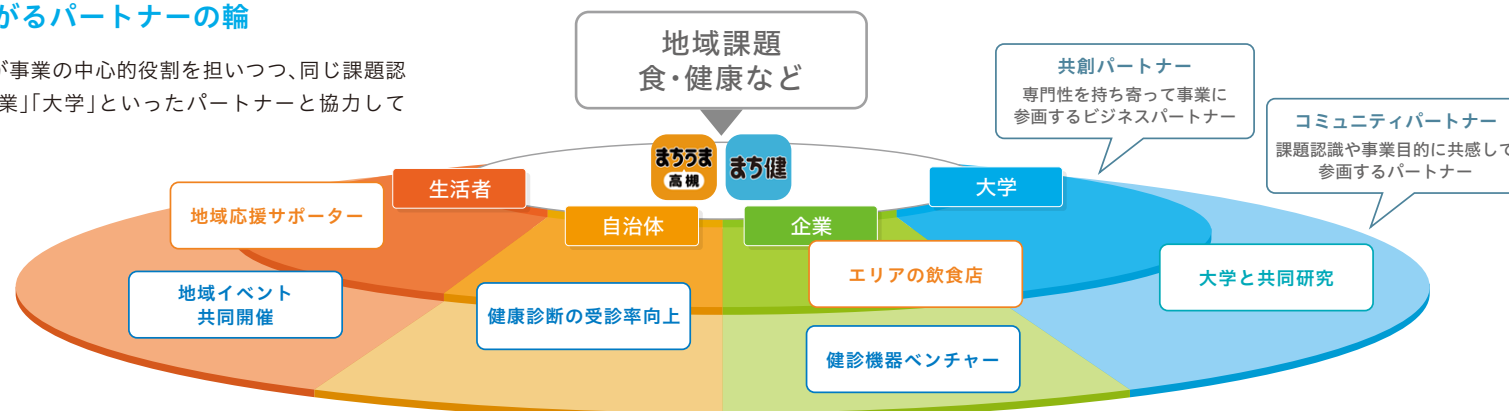 がるパートナーの輪
が事業の中心的役割を担いつつ、同じ課題認
業」「大学」といったパートナーと協力して
地域課題
食・健康など
共創パートナー
専門性を持ち寄って事業に
参画するビジネスパートナー
コミュニティパートナー
課題認識や事業目的に共感して
参画するパートナー
まちうま
高槻
まち健
生活者
大学
地域応援サポーター
自治体
企業
エリアの飲食店
大学と共同研究
地域イベント
共同開催
健康診断の受診率向上
健診機器ベンチャー